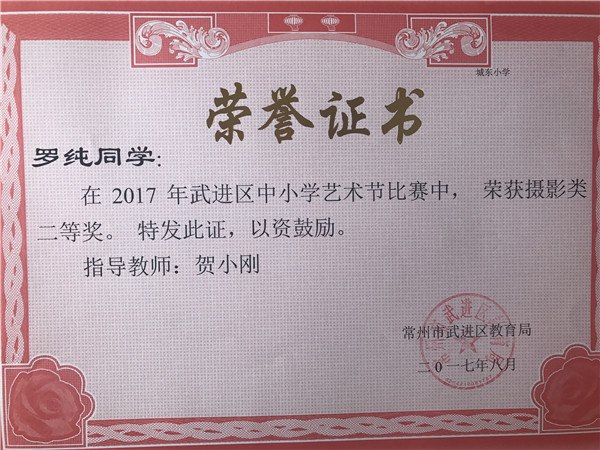 城东小学
荣誉证书
罗纯同学:
在 2017 年武进区中小学艺术节比赛中， 荣获摄影类
二等奖。 特发此证，以资鼓励。
指导教师：贺小刚
常州市武进区教育局
二0一七年八月